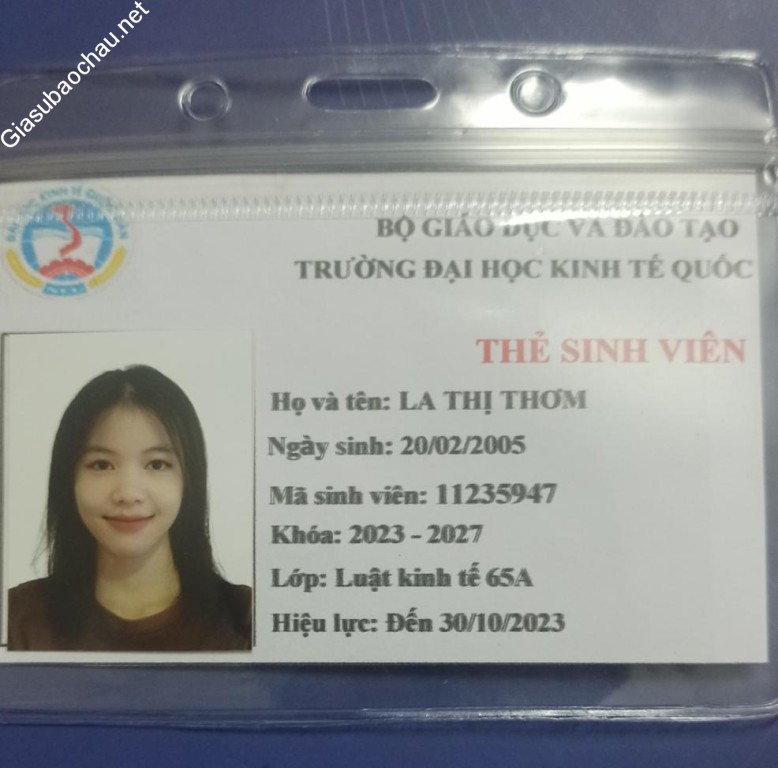 Giasubaochau.net
BỘ GIÁO DỤC VÀ ĐÀO TẠO
TRƯỜNG ĐẠI HỌC KINH TẾ QUỐC
THẺ SINH VIÊN
Họ và tên: LA THỊ THƠM
Ngày sinh: 20/02/2005
Mã sinh viên: 11235947
Khóa: 2023 - 2027
Lớp: Luật kinh tế 65A
Hiệu lực: Đến 30/10/2023